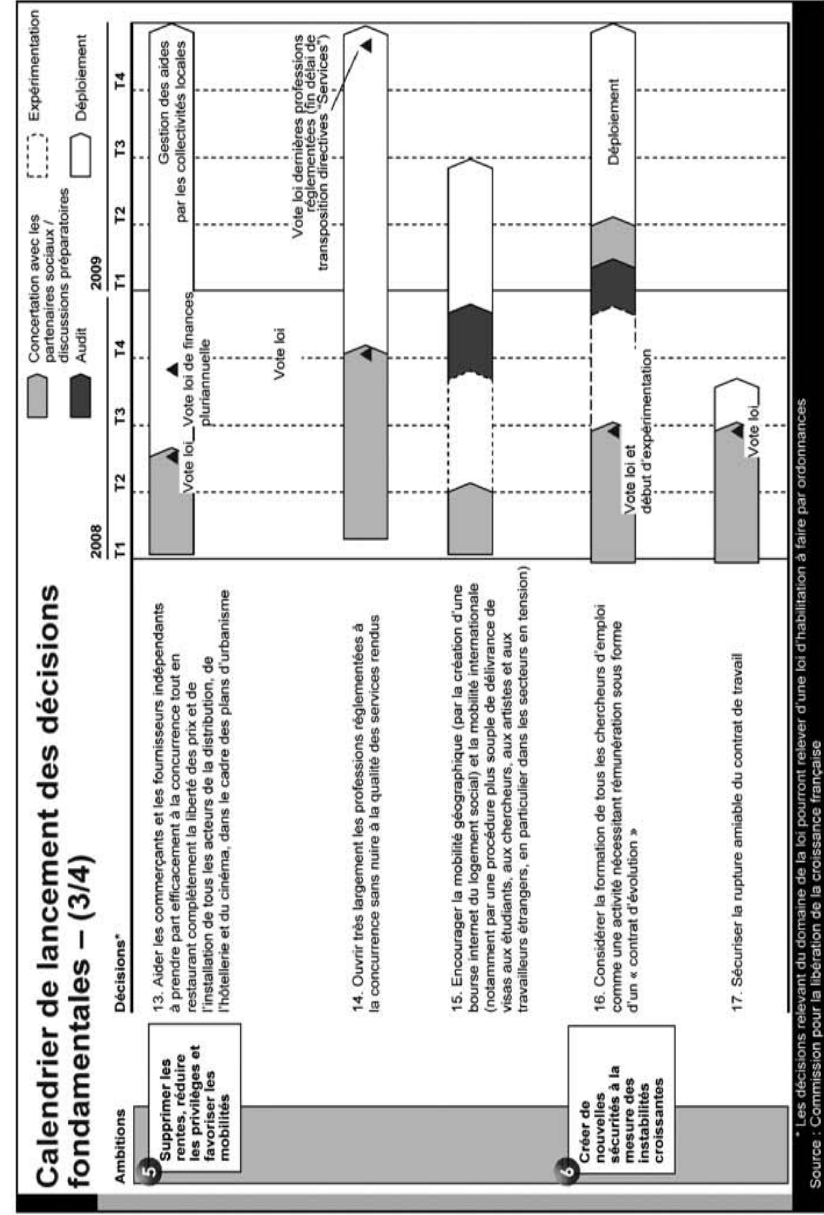 Calendrier de lancement des décisions
fondamentales – (3/4)
Concertation avec les
partenaires sociaux /
discussions préparatoires
Audit
Expérimentation
Déploiement
2008
2009
Ambitions
Décisions*
T1
T2
T3
T4
T1
T2
T3
T4
5
Supprimer les
rentes, réduire
les privilèges et
favoriser les
mobilités
13. Aider les commerçants et les fournisseurs indépendants
à prendre part efficacement à la concurrence tout en
restaurant complètement la liberté des prix et de
l'installation de tous les acteurs de la distribution, de
l'hôtellerie et du cinéma, dans le cadre des plans d'urbanisme
Vote loi
Vote loi de finances
pluriannuelle
Gestion des aides
par les collectivités locales
14. Ouvrir très largement les professions réglementées à
la concurrence sans nuire à la qualité des services rendus
Vote loi
Vote loi dernières professions
réglementées (fin délai de
transposition directives "Services")
15. Encourager la mobilité géographique (par la création d'une
bourse internet du logement social) et la mobilité internationale
(notamment par une procédure plus souple de délivrance de
visas aux étudiants, aux chercheurs, aux artistes et aux
travailleurs étrangers, en particulier dans les secteurs en tension)
6
Créer de
nouvelles
sécurités à la
mesure des
instabilités
croissantes
16. Considérer la formation de tous les chercheurs d'emploi
comme une activité nécessitant rémunération sous forme
d'un « contrat d'évolution »
Vote loi et
début d'expérimentation
Déploiement
17. Sécuriser la rupture amiable du contrat de travail
Vote loi
* Les décisions relevant du domaine de la loi pourront relever d'une loi d'habilitation à faire par ordonnances
Source : Commission pour la libération de la croissance française